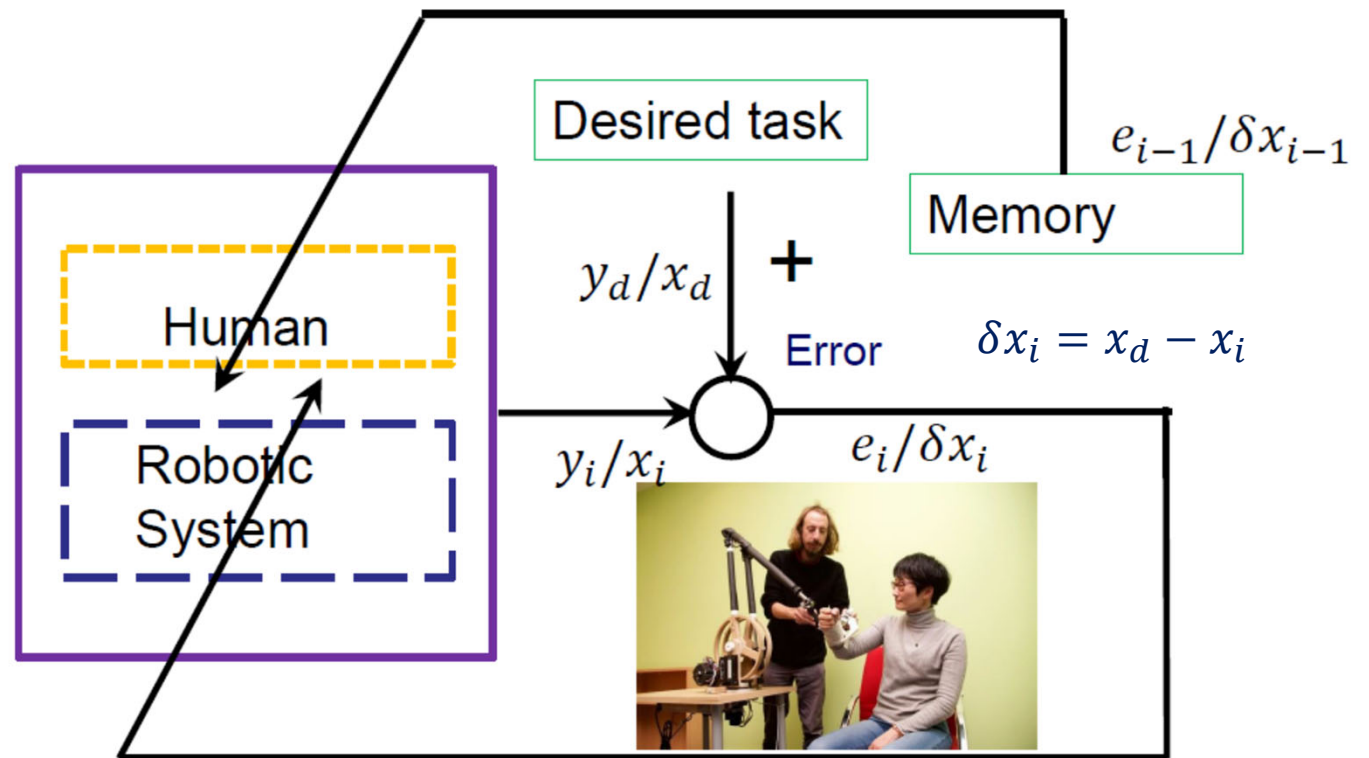 Desired task
e_{i-1}/δx_{i-1}
Memory
y_d/x_d
+
Human
Error
δx_i = x_d − x_i
Robotic
System
y_i/x_i
e_i/δx_i